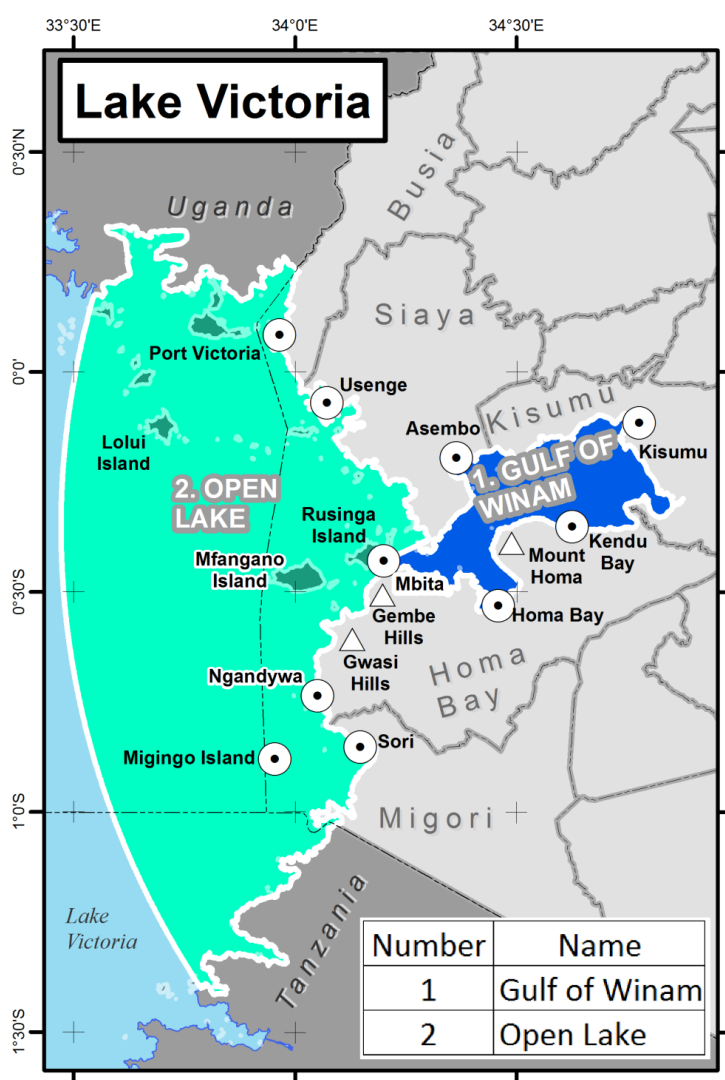 33°30'E 34°0'E 34°30'E
Lake Victoria
0°30'N
Uganda
Busia
Siaya
Port Victoria
0°0'
Usenge
Kisumu
Asembo
Kisumu
Lolui
Island
1. GULF OF
WINAM
2. OPEN
LAKE
Rusinga
Island
Kendu
Bay
Mount
Homa
Mfangano
Island
Mbita
0°30'S
Homa Bay
Gembe
Hills
Gwasi
Hills
Homa
Bay
Ngandywa
Sori
Migingo Island
1°0'S
Migori
Lake
Victoria
Tanzania
Number Name
1 Gulf of Winam
2 Open Lake
1°30'S